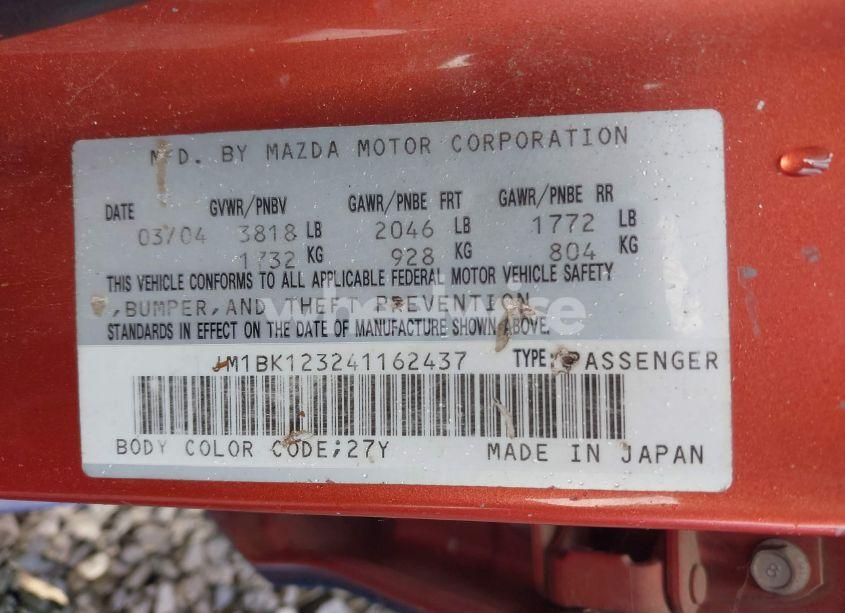 MFD. BY MAZDA MOTOR CORPORATION
DATE GVWR/PNBV GAWR/PNBE FRT GAWR/PNBE RR
03/04 3818 LB 2046 LB 1772 LB
1732 KG 928 KG 804 KG
THIS VEHICLE CONFORMS TO ALL APPLICABLE FEDERAL MOTOR VEHICLE SAFETY
,BUMPER,AND THEFT PREVENTION
STANDARDS IN EFFECT ON THE DATE OF MANUFACTURE SHOWN ABOVE.
JM1BK123241162437 TYPE: PASSENGER
BODY COLOR CODE;27Y MADE IN JAPAN